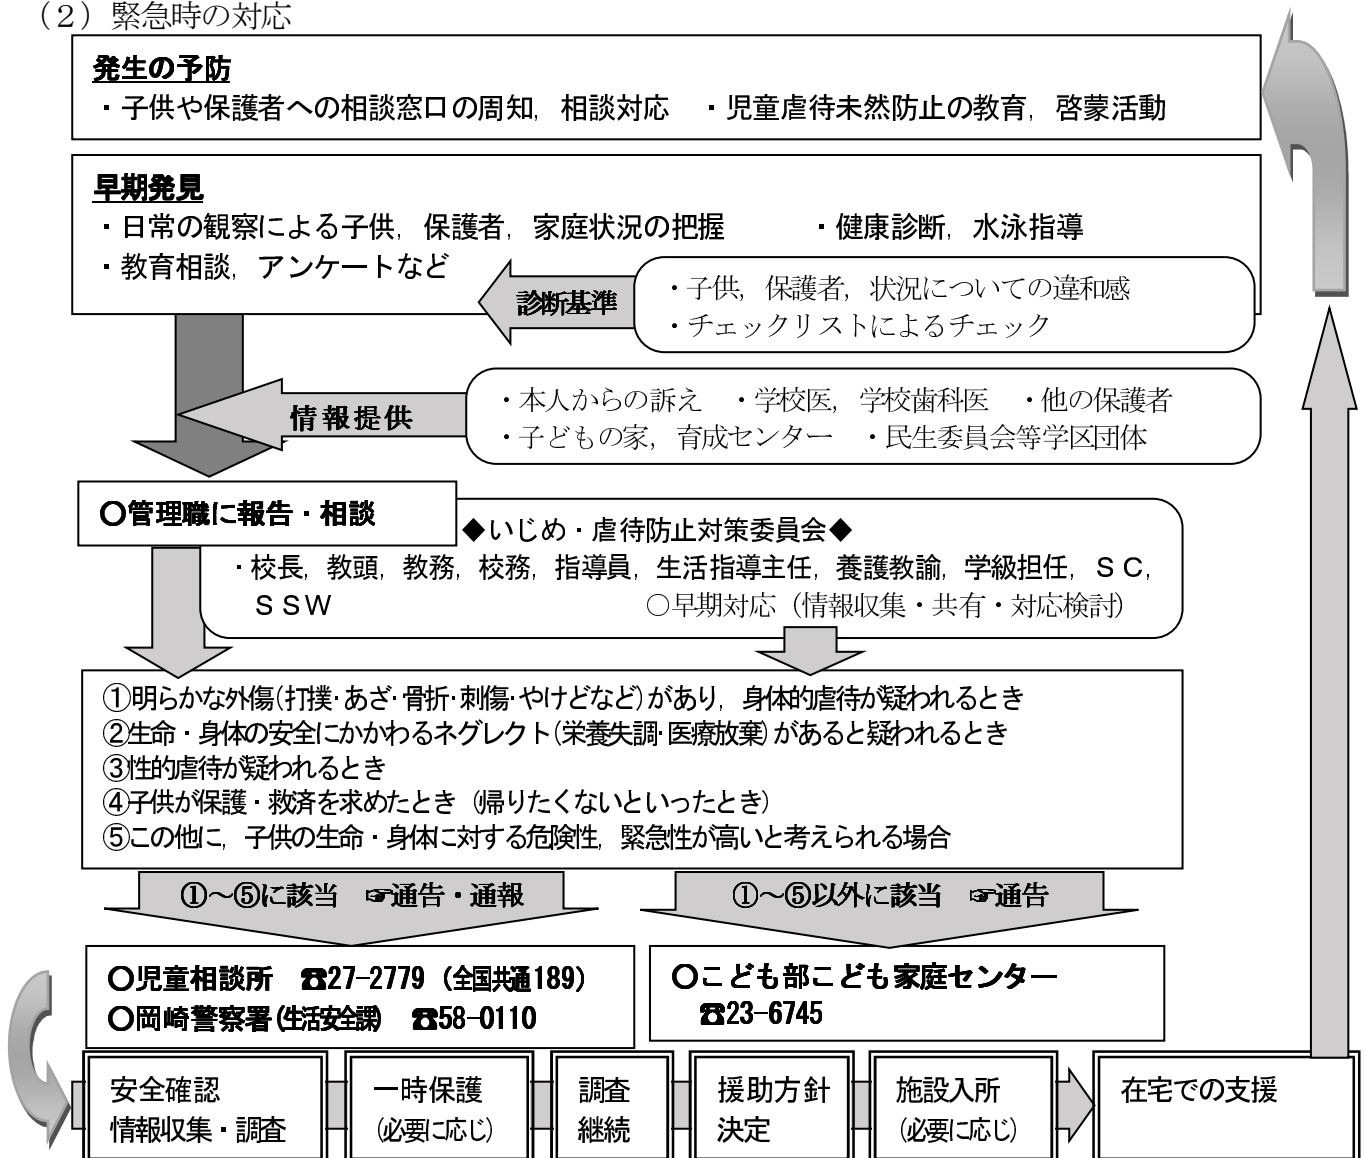 （２）緊急時の対応
発生の予防
・子供や保護者への相談窓口の周知，相談対応　・児童虐待未然防止の教育，啓蒙活動
早期発見
・日常の観察による子供，保護者，家庭状況の把握　　　・健康診断，水泳指導
・教育相談，アンケートなど
診断基準
・子供，保護者，状況についての違和感
・チェックリストによるチェック
情報提供
・本人からの訴え　・学校医，学校歯科医　・他の保護者
・子どもの家，育成センター　・民生委員会等学区団体
○管理職に報告・相談
◆いじめ・虐待防止対策委員会◆
・校長，教頭，教務，校務，指導員，生活指導主任，養護教諭，学級担任，ＳＣ，
ＳＳＷ　　　○早期対応（情報収集・共有・対応検討）
①明らかな外傷(打撲･あざ･骨折･刺傷･やけどなど)があり，身体的虐待が疑われるとき
②生命・身体の安全にかかわるネグレクト(栄養失調･医療放棄)があると疑われるとき
③性的虐待が疑われるとき
④子供が保護・救済を求めたとき（帰りたくないといったとき）
⑤この他に，子供の生命・身体に対する危険性，緊急性が高いと考えられる場合
①～⑤に該当　☞通告・通報
①～⑤以外に該当　☞通告
○児童相談所　☎27-2779（全国共通189）
○岡崎警察署(生活安全課)　☎58-0110
○こども部こども家庭センター
☎23-6745
安全確認
情報収集・調査
一時保護
（必要に応じ）
調査
継続
援助方針
決定
施設入所
（必要に応じ）
在宅での支援